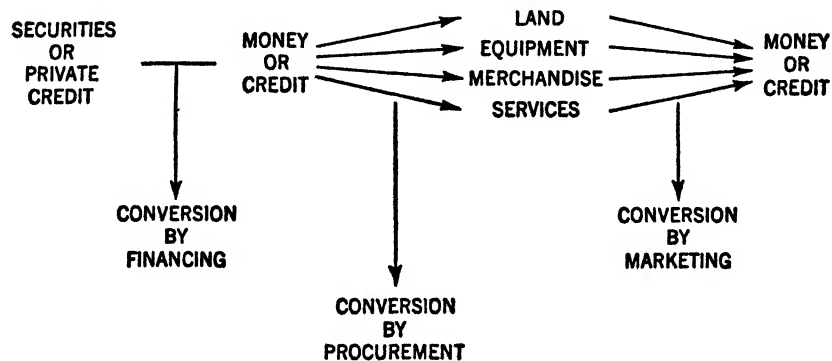 SECURITIES
OR
PRIVATE
CREDIT
MONEY
OR
CREDIT
LAND
EQUIPMENT
MERCHANDISE
SERVICES
MONEY
OR
CREDIT
CONVERSION
BY
FINANCING
CONVERSION
BY
PROCUREMENT
CONVERSION
BY
MARKETING